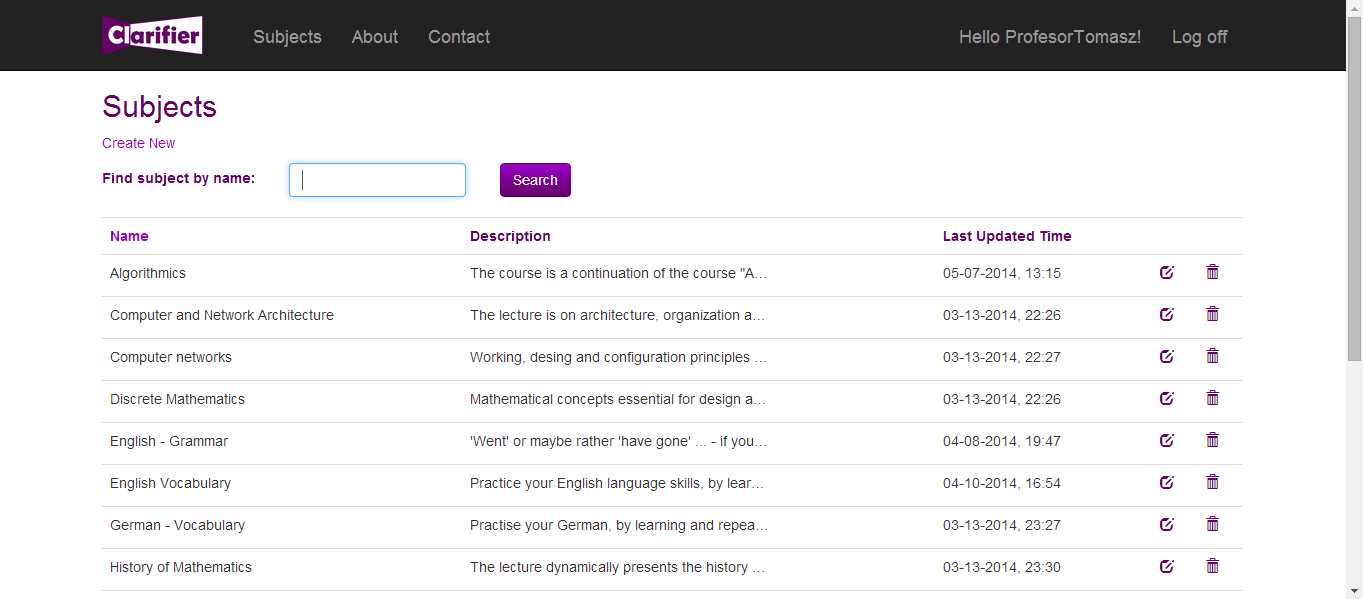 Clarifier Subjects About Contact Hello ProfesorTomasz! Log off
Subjects
Create New
Find subject by name: Search
Name Description Last Updated Time
Algorithmics The course is a continuation of the course "A... 05-07-2014, 13:15
Computer and Network Architecture The lecture is on architecture, organization a... 03-13-2014, 22:26
Computer networks Working, desing and configuration principles ... 03-13-2014, 22:27
Discrete Mathematics Mathematical concepts essential for design a... 03-13-2014, 22:26
English - Grammar 'Went' or maybe rather 'have gone' ... - if you... 04-08-2014, 19:47
English Vocabulary Practice your English language skills, by lear... 04-10-2014, 16:54
German - Vocabulary Practise your German, by learning and repea... 03-13-2014, 23:27
History of Mathematics The lecture dynamically presents the history ... 03-13-2014, 23:30